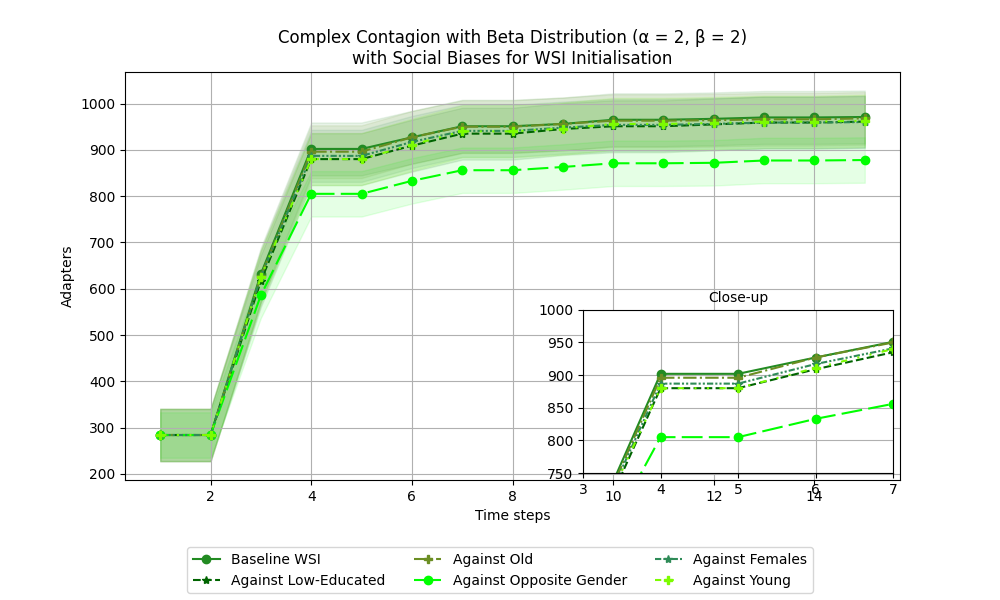 Complex Contagion with Beta Distribution (α = 2, β = 2)
with Social Biases for WSI Initialisation
Adapters
1000
900
800
700
600
500
400
300
200
2 4 6 8 10 12 14
Time steps
Close-up
1000
950
900
850
800
750
3 4 5 6 7
Baseline WSI Against Old Against Females
Against Low-Educated Against Opposite Gender Against Young